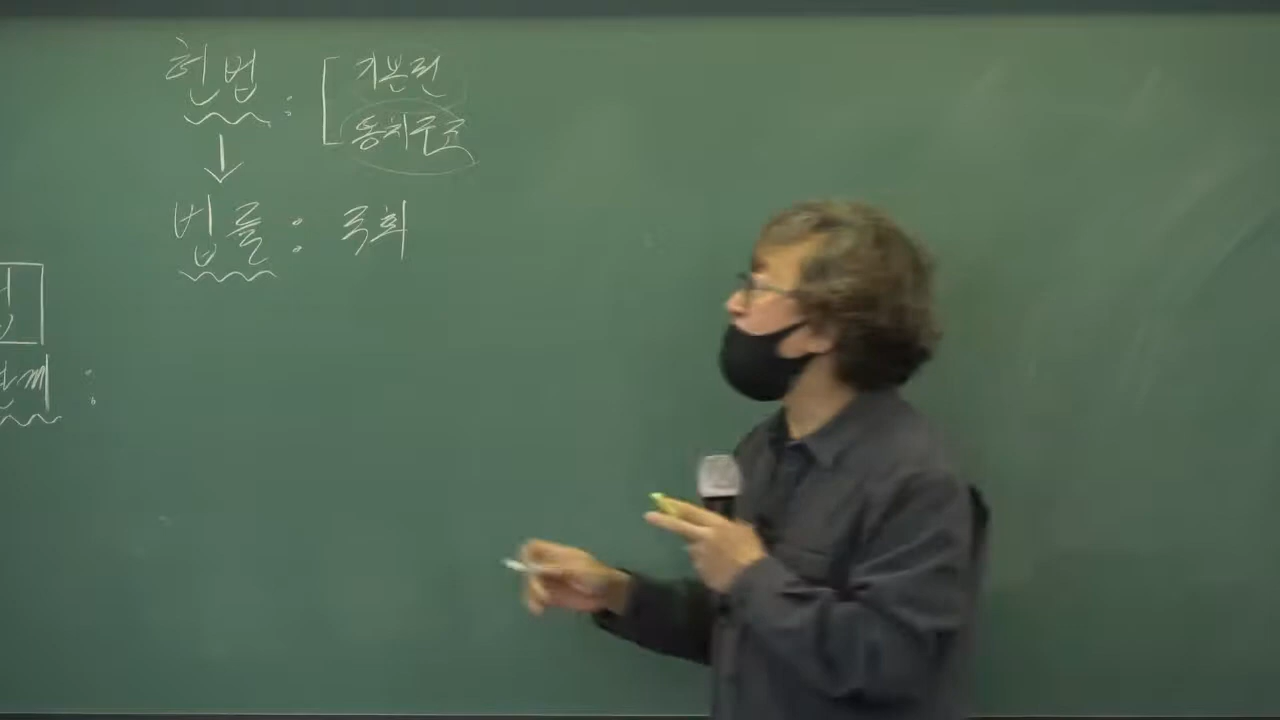 헌법 : [ 기본권
통치구조
↓
법률 : 국회